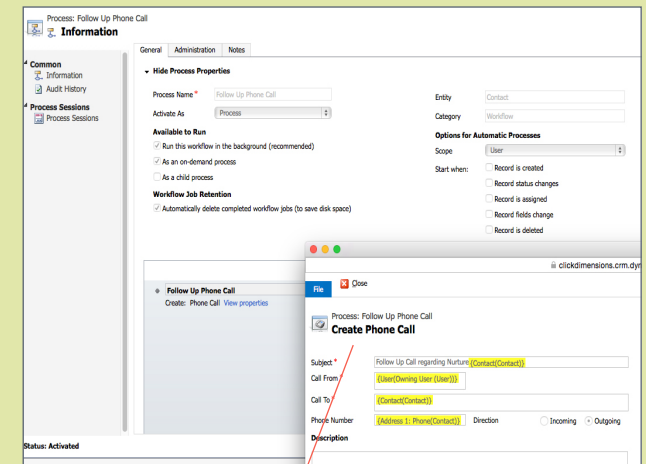 Process: Follow Up Phone Call
Information
General Administration Notes
Common
Information
Audit History
Process Sessions
Process Sessions
Hide Process Properties
Process Name * Follow Up Phone Call
Activate As Process
Available to Run
Run this workflow in the background (recommended)
As an on-demand process
As a child process
Workflow Job Retention
Automatically delete completed workflow jobs (to save disk space)
Entity Contact
Category Workflow
Options for Automatic Processes
Scope User
Start when: Record is created
Record status changes
Record is assigned
Record fields change
Record is deleted
Follow Up Phone Call
Create: Phone Call View properties
Status: Activated
clickdimensions.crm.dyn
File Close
Process: Follow Up Phone Call
Create Phone Call
Subject * Follow Up Call regarding Nurture {Contact(Contact)}
Call From * {User(Owning User (User))}
Call To * {Contact(Contact)}
Phone Number {Address 1: Phone(Contact)} Direction Incoming Outgoing
Description